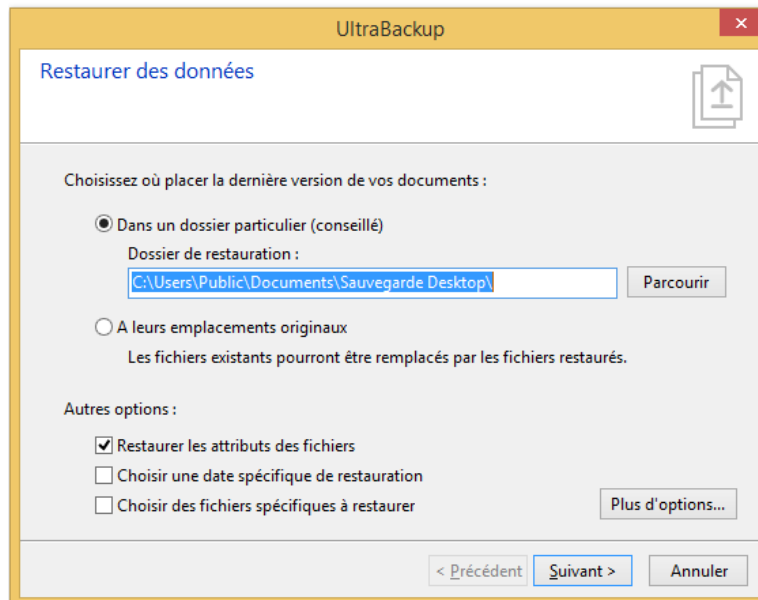 UltraBackup
Restaurer des données
Choisissez où placer la dernière version de vos documents :
Dans un dossier particulier (conseillé)
Dossier de restauration :
C:\Users\Public\Documents\Sauvegarde Desktop\
Parcourir
A leurs emplacements originaux
Les fichiers existants pourront être remplacés par les fichiers restaurés.
Autres options :
Restaurer les attributs des fichiers
Choisir une date spécifique de restauration
Choisir des fichiers spécifiques à restaurer
Plus d'options...
< Précédent
Suivant >
Annuler